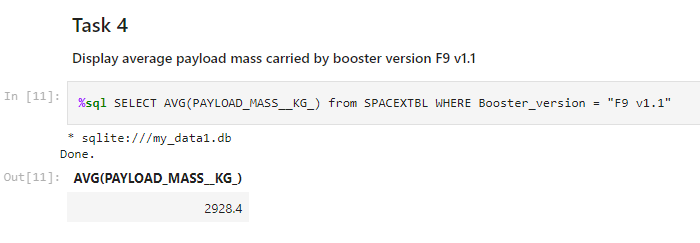 Task 4
Display average payload mass carried by booster version F9 v1.1
In [11]: %sql SELECT AVG(PAYLOAD_MASS__KG_) from SPACEXTBL WHERE Booster_version = "F9 v1.1"
* sqlite:///my_data1.db
Done.
Out[11]: AVG(PAYLOAD_MASS__KG_)
2928.4